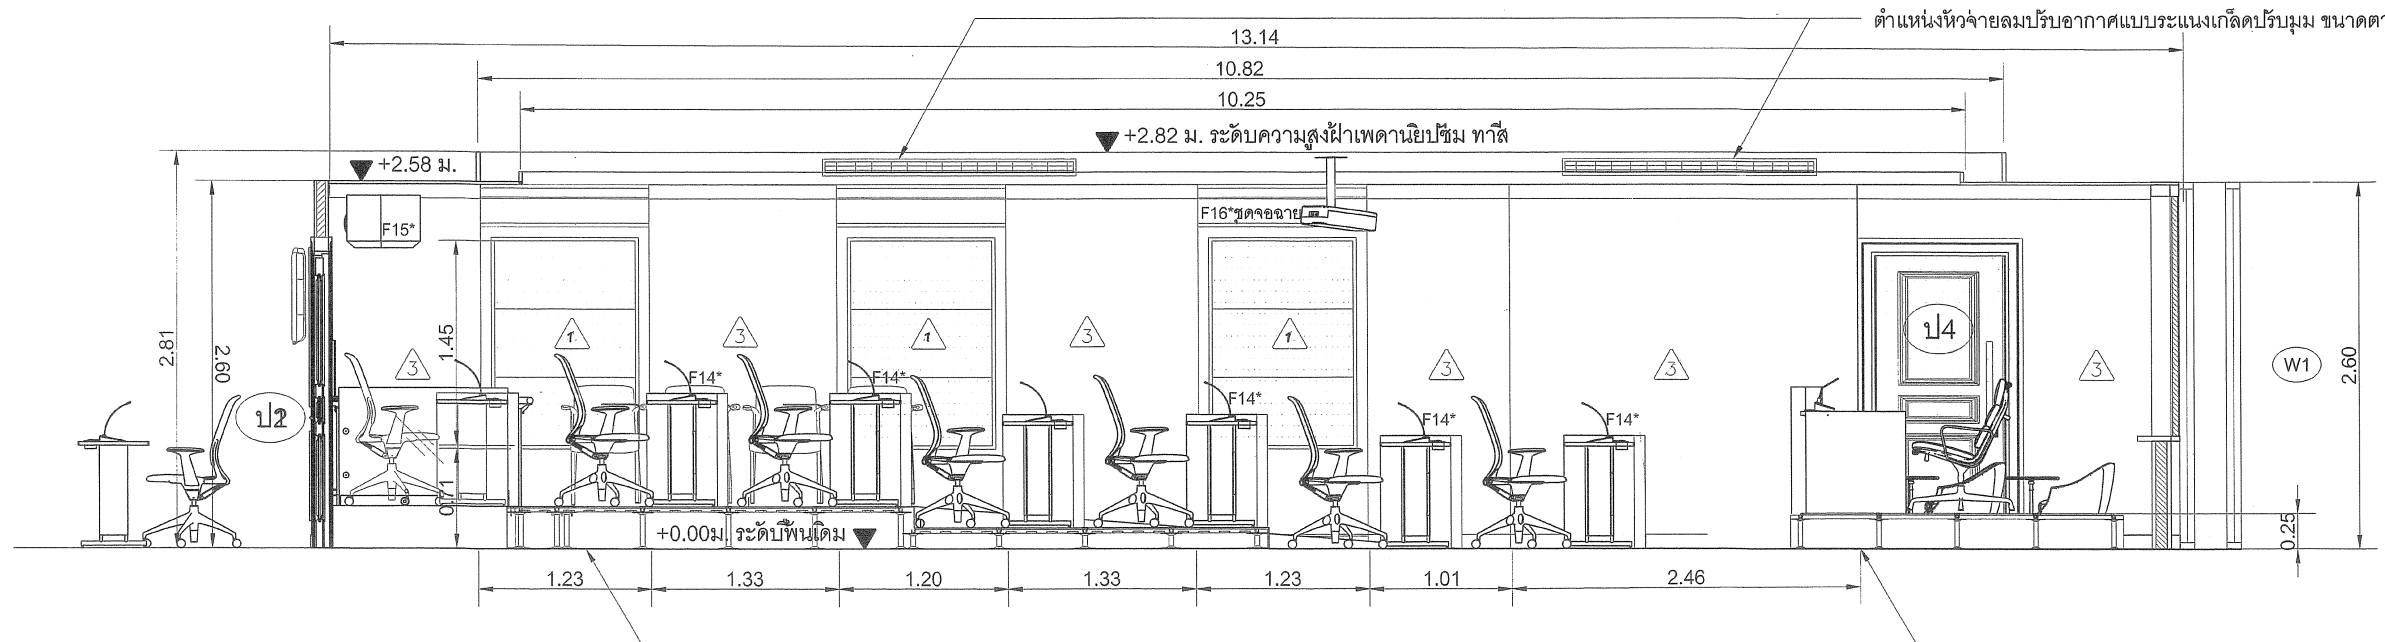 ตำแหน่งหัวจ่ายลมปรับอากาศแบบระแนงเกล็ดปรับมุม
13.14
10.82
10.25
+2.82 ม. ระดับความสูงฝ้าเพดานยิปซัม ทาสี
+2.58 ม.
F15*
F16*ชุดจอฉาย
2.81
2.60
1.45
3
1
3
1
3
1
3
3
ป4
3
W1
2.60
F14*
F14*
F14*
F14*
F14*
+0.00ม. ระดับพื้นเดิม
0.25
1.23
1.33
1.20
1.33
1.23
1.01
2.46